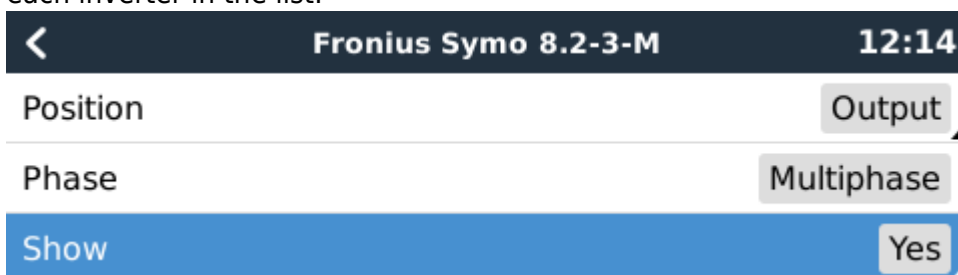 each inverter in the list.
Fronius Symo 8.2-3-M 12:14
Position Output
Phase Multiphase
Show Yes